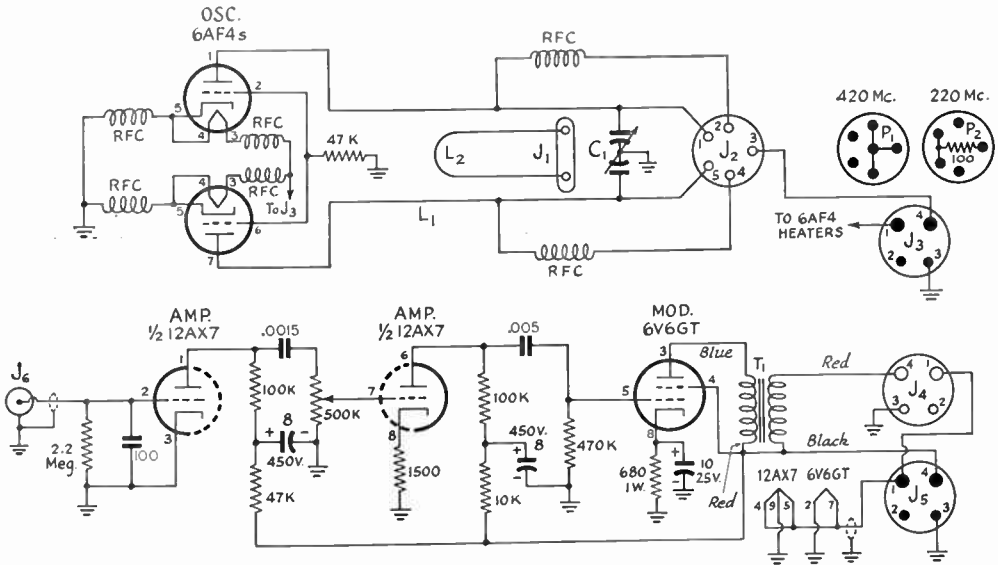 OSC.
6AF4s
1
2
5
4
3
RFC
RFC
47 K
RFC
RFC
4
3
5
To J3
6
7
L1
RFC
L2
J1
C1
RFC
2
1
3
J2
5
4
420 Mc.
P1
220 Mc.
P2
100
TO 6AF4
HEATERS
1
4
J3
2
3
AMP.
½ 12AX7
J6
1
2
3
2.2
Meg.
100
.0015
100K
500K
+ 8 -
450V.
47K
AMP.
½ 12AX7
6
7
8
1500
.005
100K
450V.
+ 8
-
10K
470K
MOD.
6V6GT
3
5
4
8
680
1W.
+
10
25V.
-
Blue
T1
Red
Black
Red
4
1
J4
3
2
12AX7 6V6GT
4 9 5
2 7
1
4
J5
2
3